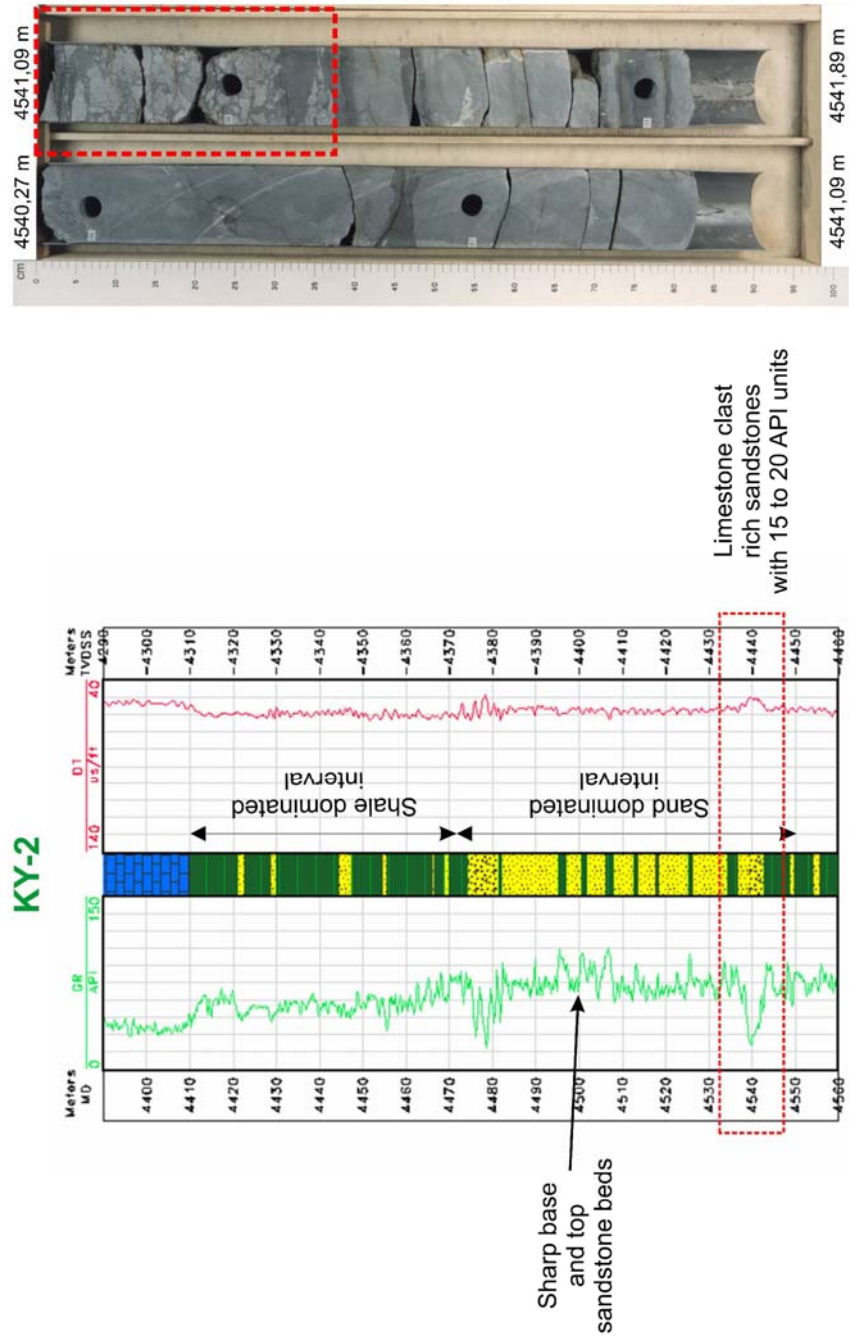 KY-2
Meters
MD
0
GR
API
150
140
DT
us/ft
40
Meters
TVDSS
4400
4410
4420
4430
4440
4450
4460
4470
4480
4490
4500
4510
4520
4530
4540
4550
4560
-4300
-4310
-4320
-4330
-4340
-4350
-4360
-4370
-4380
-4390
-4400
-4410
-4420
-4430
-4440
-4450
4460
Shale dominated
interval
Sand dominated
interval
Sharp base
and top
sandstone beds
Limestone clast
rich sandstones
with 15 to 20 API units
cm
0
5
10
15
20
25
30
35
40
45
50
55
60
65
70
75
80
85
90
95
100
4540,27 m
4541,09 m
4541,09 m
4541,89 m